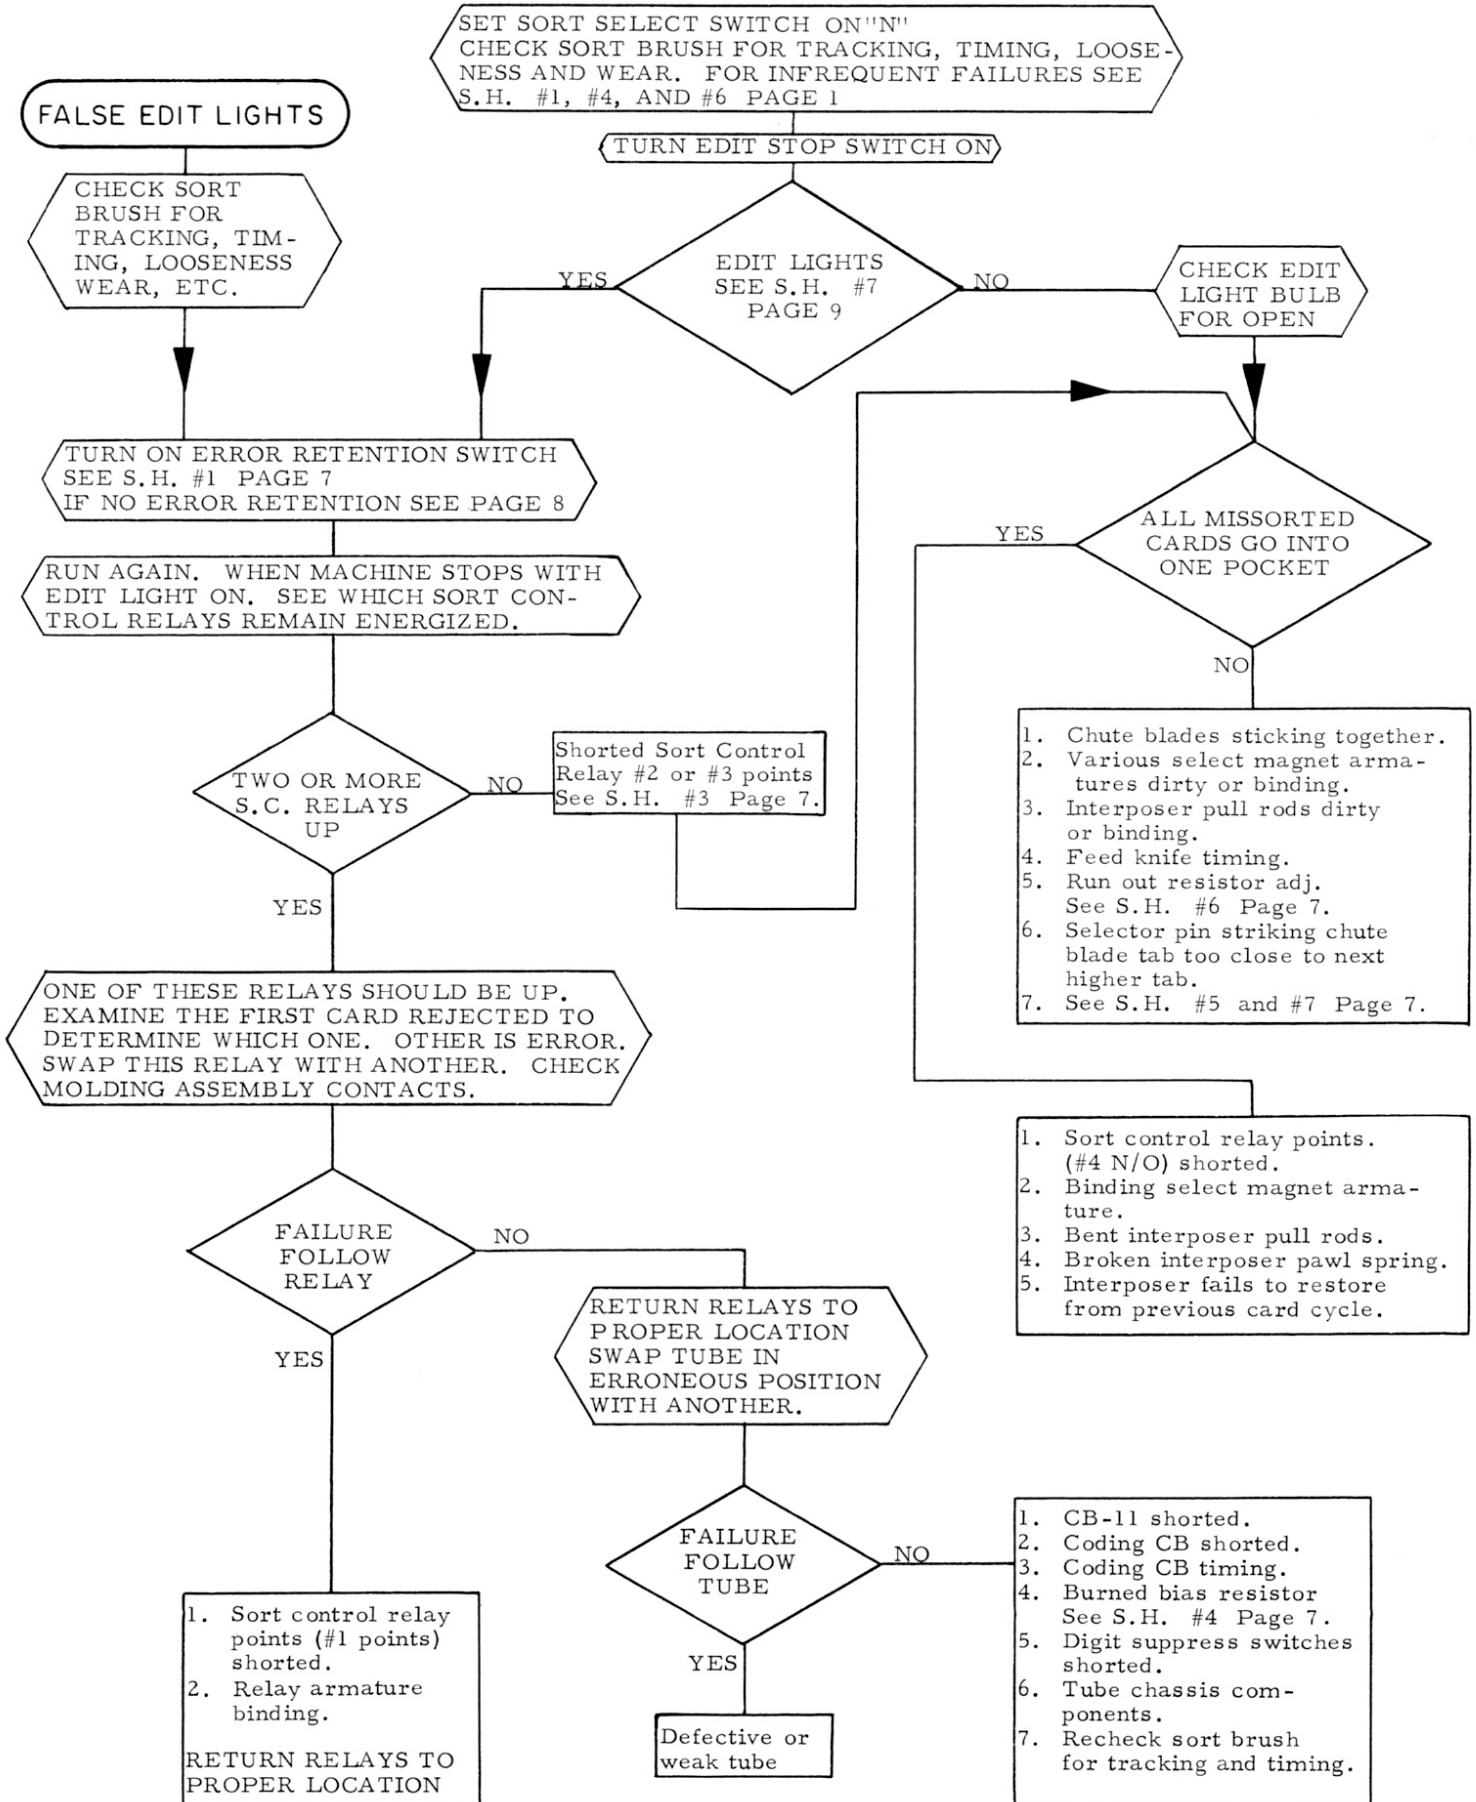 SET SORT SELECT SWITCH ON "N"
CHECK SORT BRUSH FOR TRACKING, TIMING, LOOSE-
NESS AND WEAR. FOR INFREQUENT FAILURES SEE
S.H. #1, #4, AND #6 PAGE 1
FALSE EDIT LIGHTS
TURN EDIT STOP SWITCH ON
CHECK SORT
BRUSH FOR
TRACKING, TIM-
ING, LOOSENESS
WEAR, ETC.
YES
EDIT LIGHTS
SEE S.H. #7
PAGE 9
NO
CHECK EDIT
LIGHT BULB
FOR OPEN
TURN ON ERROR RETENTION SWITCH
SEE S.H. #1 PAGE 7
IF NO ERROR RETENTION SEE PAGE 8
YES
ALL MISSORTED
CARDS GO INTO
ONE POCKET
NO
RUN AGAIN. WHEN MACHINE STOPS WITH
EDIT LIGHT ON. SEE WHICH SORT CON-
TROL RELAYS REMAIN ENERGIZED.
TWO OR MORE
S.C. RELAYS
UP
NO
Shorted Sort Control
Relay #2 or #3 points
See S.H. #3 Page 7.
YES
1. Chute blades sticking together.
2. Various select magnet arma-
tures dirty or binding.
3. Interposer pull rods dirty
or binding.
4. Feed knife timing.
5. Run out resistor adj.
See S.H. #6 Page 7.
6. Selector pin striking chute
blade tab too close to next
higher tab.
7. See S.H. #5 and #7 Page 7.
ONE OF THESE RELAYS SHOULD BE UP.
EXAMINE THE FIRST CARD REJECTED TO
DETERMINE WHICH ONE. OTHER IS ERROR.
SWAP THIS RELAY WITH ANOTHER. CHECK
MOLDING ASSEMBLY CONTACTS.
1. Sort control relay points.
(#4 N/O) shorted.
2. Binding select magnet arma-
ture.
3. Bent interposer pull rods.
4. Broken interposer pawl spring.
5. Interposer fails to restore
from previous card cycle.
FAILURE
FOLLOW
RELAY
NO
YES
RETURN RELAYS TO
PROPER LOCATION
SWAP TUBE IN
ERRONEOUS POSITION
WITH ANOTHER.
FAILURE
FOLLOW
TUBE
NO
YES
1. CB-11 shorted.
2. Coding CB shorted.
3. Coding CB timing.
4. Burned bias resistor
See S.H. #4 Page 7.
5. Digit suppress switches
shorted.
6. Tube chassis com-
ponents.
7. Recheck sort brush
for tracking and timing.
1. Sort control relay
points (#1 points)
shorted.
2. Relay armature
binding.
RETURN RELAYS TO
PROPER LOCATION
Defective or
weak tube